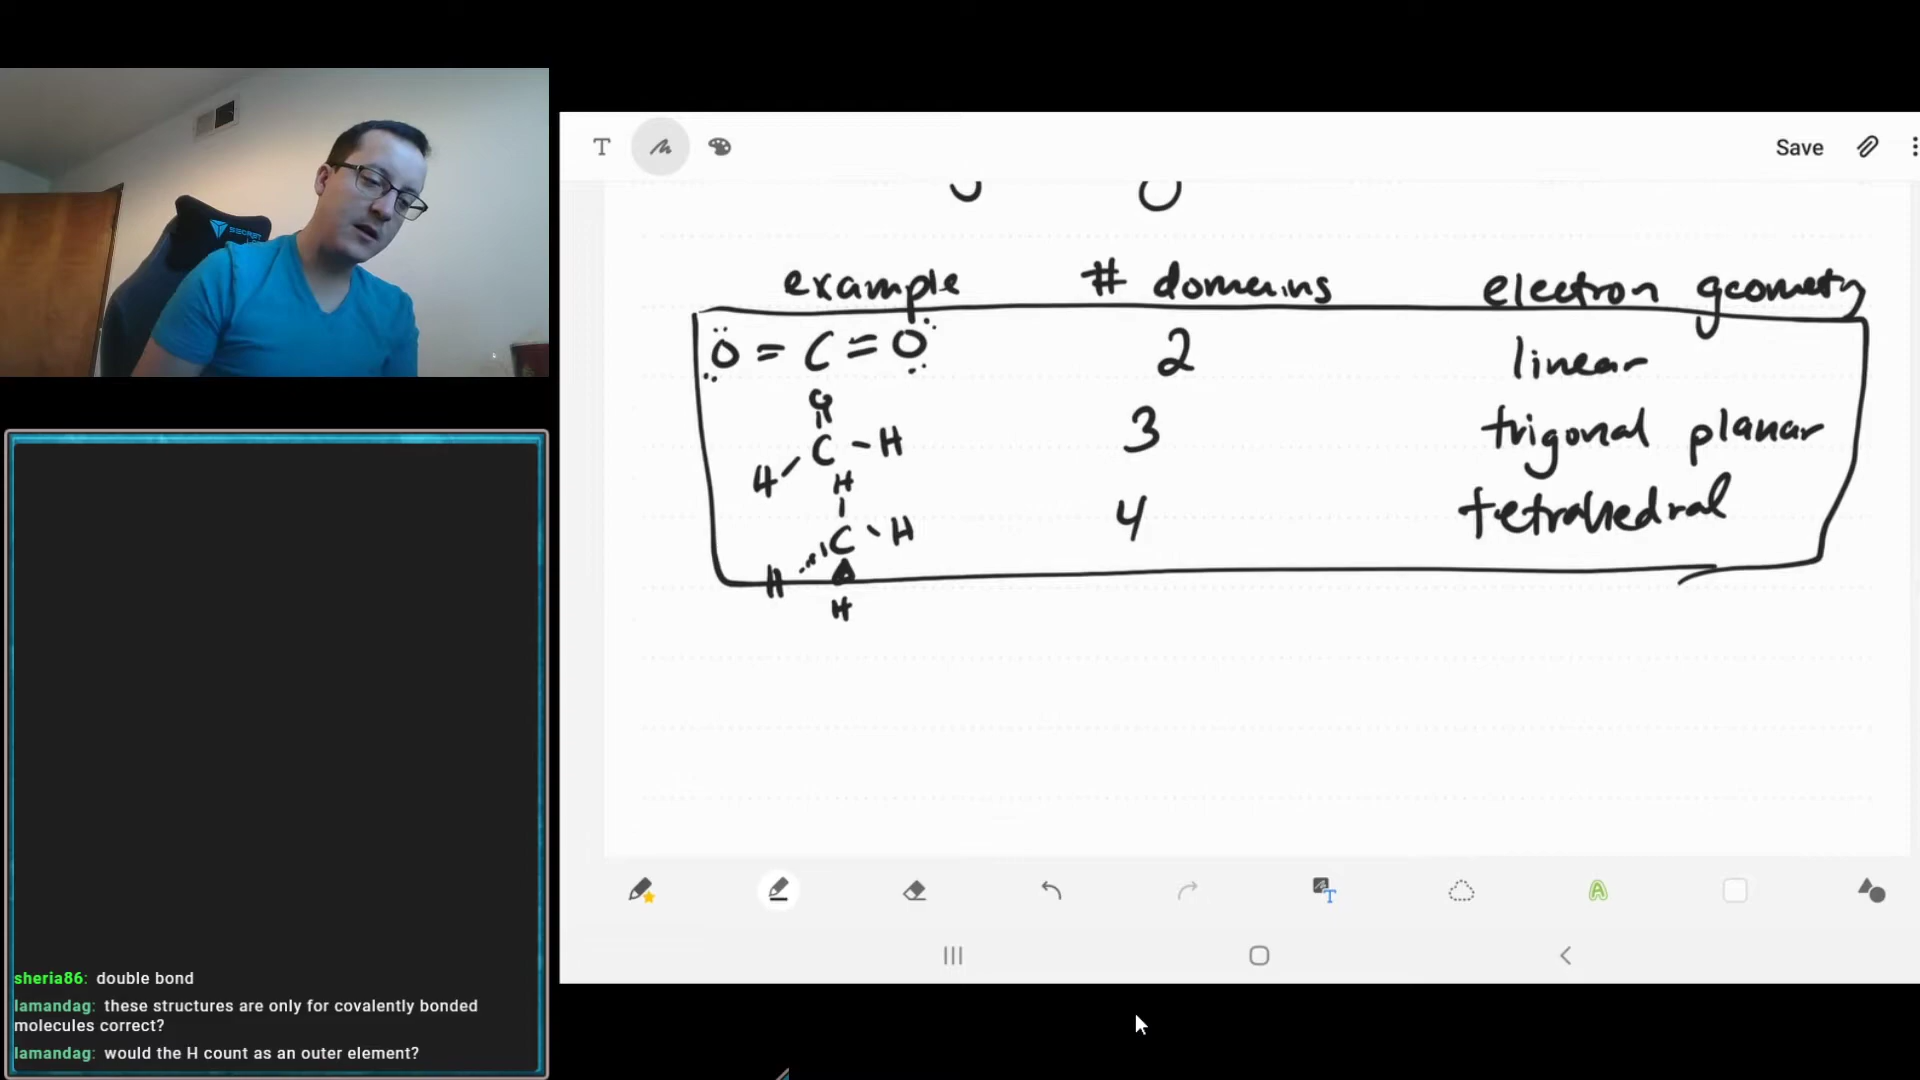 SECRET
T
Save
example # domains electron geometry
O = C = O 2 linear
O
C - H 3 trigonal planar
H
H
C H 4 tetrahedral
H
H
sheria86: double bond
lamandag: these structures are only for covalently bonded
molecules correct?
lamandag: would the H count as an outer element?